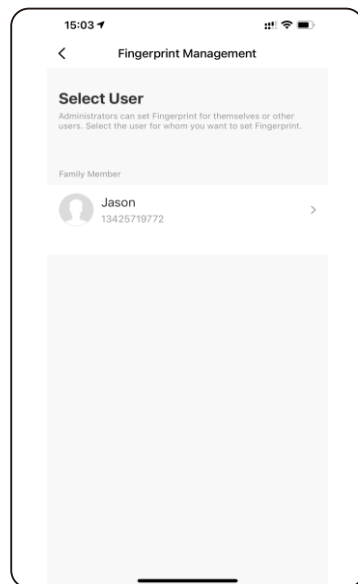 15:03
Fingerprint Management
Select User
Administrators can set Fingerprint for themselves or other
users. Select the user for whom you want to set Fingerprint.
Family Member
Jason
13425719772